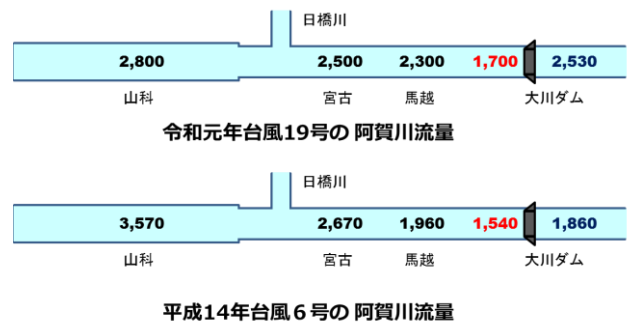 日橋川
2,800 2,500 2,300 1,700 2,530
山科 宮古 馬越 大川ダム
令和元年台風19号の 阿賀川流量
日橋川
3,570 2,670 1,960 1,540 1,860
山科 宮古 馬越 大川ダム
平成14年台風６号の 阿賀川流量